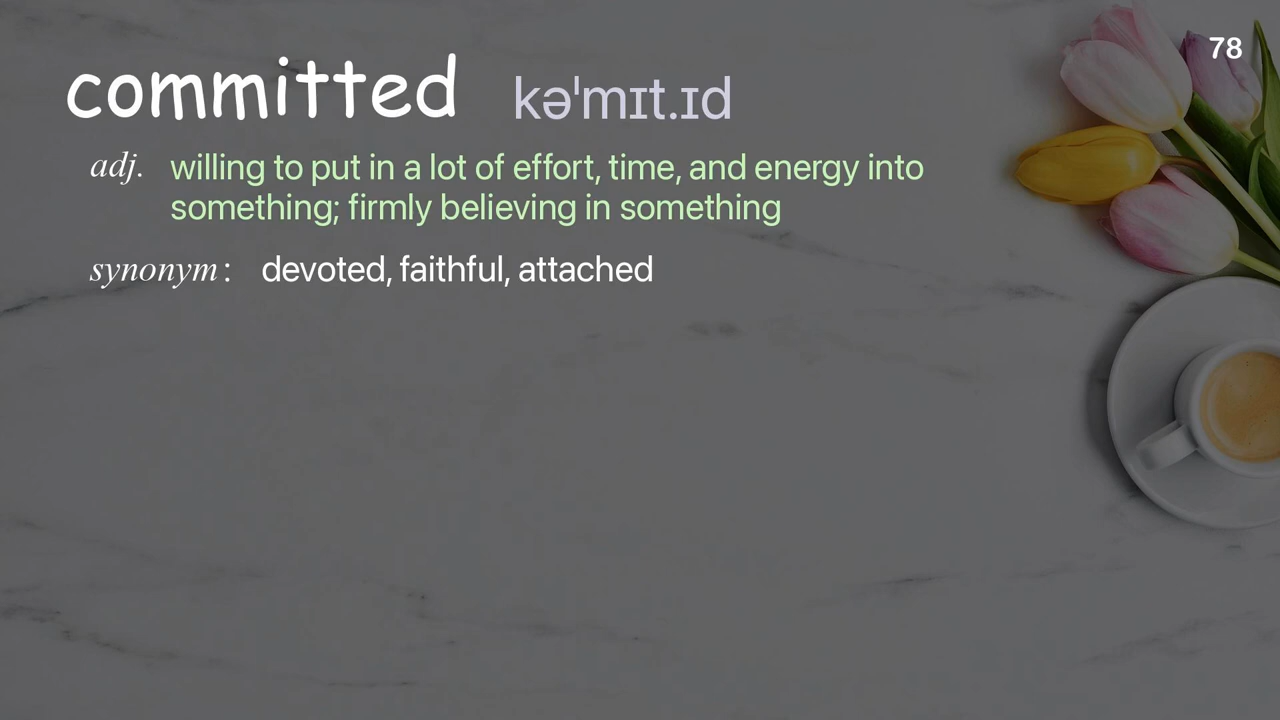 78
committed kəˈmɪt.ɪd
adj. willing to put in a lot of effort, time, and energy into
something; firmly believing in something
synonym: devoted, faithful, attached